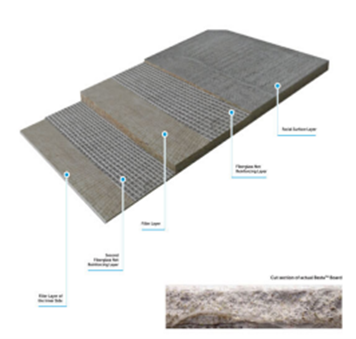 Textile Surface Layer
Fiberglass Net
Reinforcing Layer
Filler Layer
Second
Fiberglass Net
Reinforcing Layer
Filler Layer of
the Inner Side
Cut section of actual Board